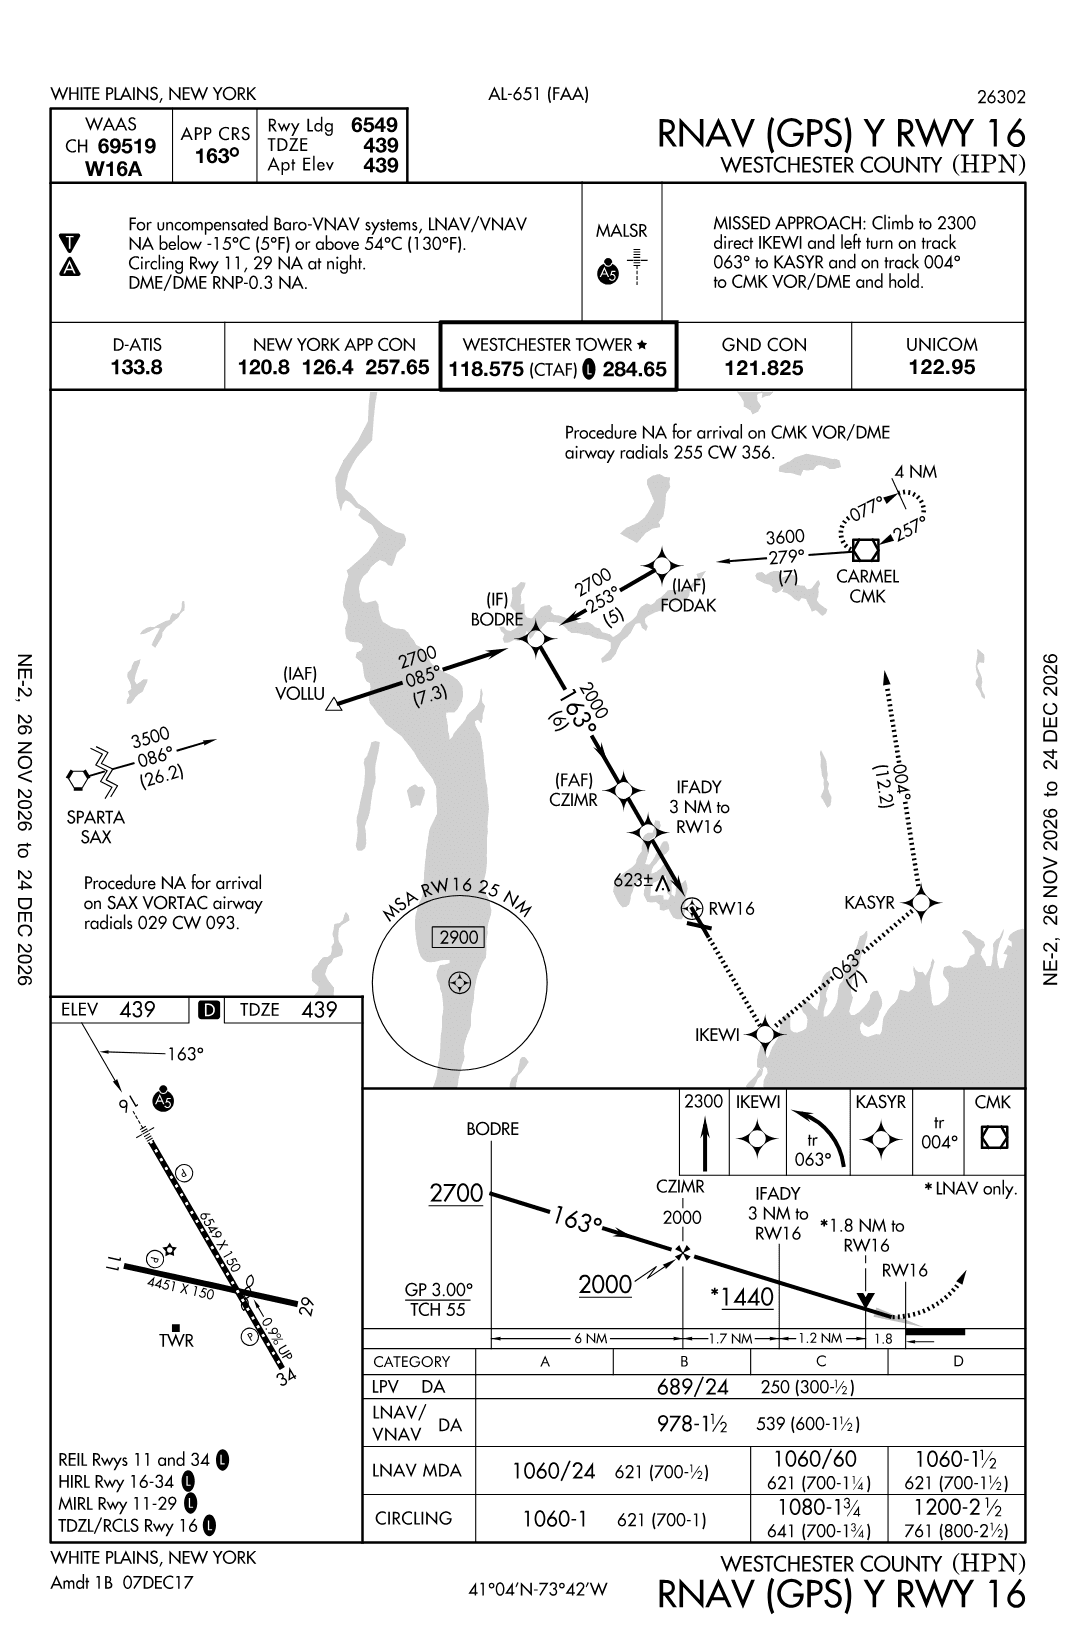 WHITE PLAINS, NEW YORK
AL-651 (FAA)
26302
WAAS
CH 69519
W16A
APP CRS
163°
Rwy Ldg 6549
TDZE 439
Apt Elev 439
RNAV (GPS) Y RWY 16
WESTCHESTER COUNTY (HPN)
T
A
For uncompensated Baro-VNAV systems, LNAV/VNAV
NA below -15°C (5°F) or above 54°C (130°F).
Circling Rwy 11, 29 NA at night.
DME/DME RNP-0.3 NA.
MALSR
A5
MISSED APPROACH: Climb to 2300
direct IKEWI and left turn on track
063° to KASYR and on track 004°
to CMK VOR/DME and hold.
D-ATIS
133.8
NEW YORK APP CON
120.8 126.4 257.65
WESTCHESTER TOWER ★
118.575 (CTAF) L 284.65
GND CON
121.825
UNICOM
122.95
Procedure NA for arrival on CMK VOR/DME
airway radials 255 CW 356.
4 NM
077°
257°
3600
279°
(7)
CARMEL
CMK
2700
253°
(5)
(IAF)
FODAK
(IF)
BODRE
2700
085°
(7.3)
(IAF)
VOLLU
2000
163°
(6)
3500
086°
(26.2)
SPARTA
SAX
(FAF)
CZIMR
IFADY
3 NM to
RW16
004°
(12.2)
623±
RW16
KASYR
Procedure NA for arrival
on SAX VORTAC airway
radials 029 CW 093.
MSA RW16 25 NM
2900
063°
(7)
IKEWI
NE-2, 26 NOV 2026 to 24 DEC 2026
NE-2, 26 NOV 2026 to 24 DEC 2026
ELEV 439
D
TDZE 439
163°
16
A5
P
6549 X 150
11
P
4451 X 150
29
TWR
P
0.9% UP
34
REIL Rwys 11 and 34 L
HIRL Rwy 16-34 L
MIRL Rwy 11-29 L
TDZL/RCLS Rwy 16 L
2300
IKEWI
tr
063°
KASYR
tr
004°
CMK
BODRE
2700
163°
CZIMR
2000
2000
IFADY
3 NM to
RW16
*1.8 NM to
RW16
*LNAV only.
RW16
*1440
GP 3.00°
TCH 55
6 NM
1.7 NM
1.2 NM
1.8
CATEGORY A B C D
LPV DA 689/24 250 (300-½)
LNAV/
VNAV DA 978-1½ 539 (600-1½)
LNAV MDA 1060/24 621 (700-½)
1060/60
621 (700-1¼)
1060-1½
621 (700-1½)
CIRCLING 1060-1 621 (700-1)
1080-1¾
641 (700-1¾)
1200-2½
761 (800-2½)
WHITE PLAINS, NEW YORK
Amdt 1B 07DEC17
41°04'N-73°42'W
WESTCHESTER COUNTY (HPN)
RNAV (GPS) Y RWY 16